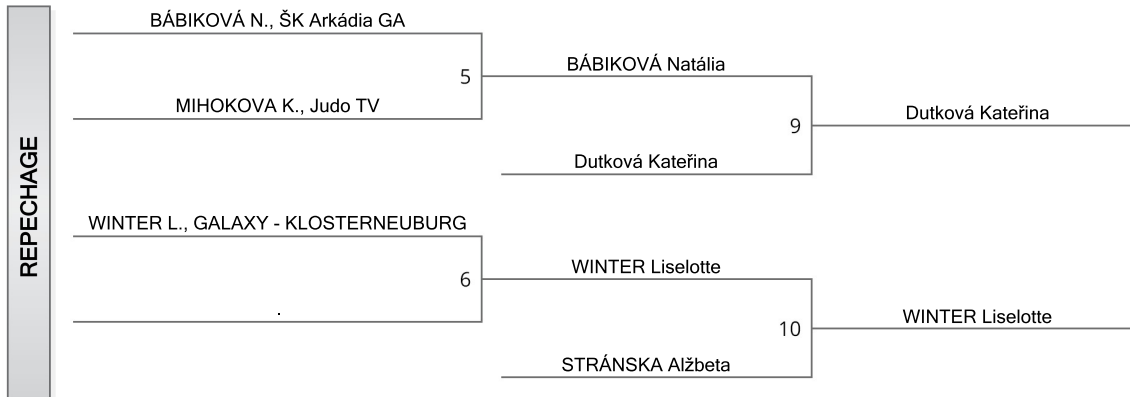 REPECHAGE
BÁBIKOVÁ N., ŠK Arkádia GA
5
BÁBIKOVÁ Natália
MIHOKOVA K., Judo TV
9
Dutková Kateřina
Dutková Kateřina
WINTER L., GALAXY - KLOSTERNEUBURG
6
WINTER Liselotte
.
10
WINTER Liselotte
STRÁNSKA Alžbeta